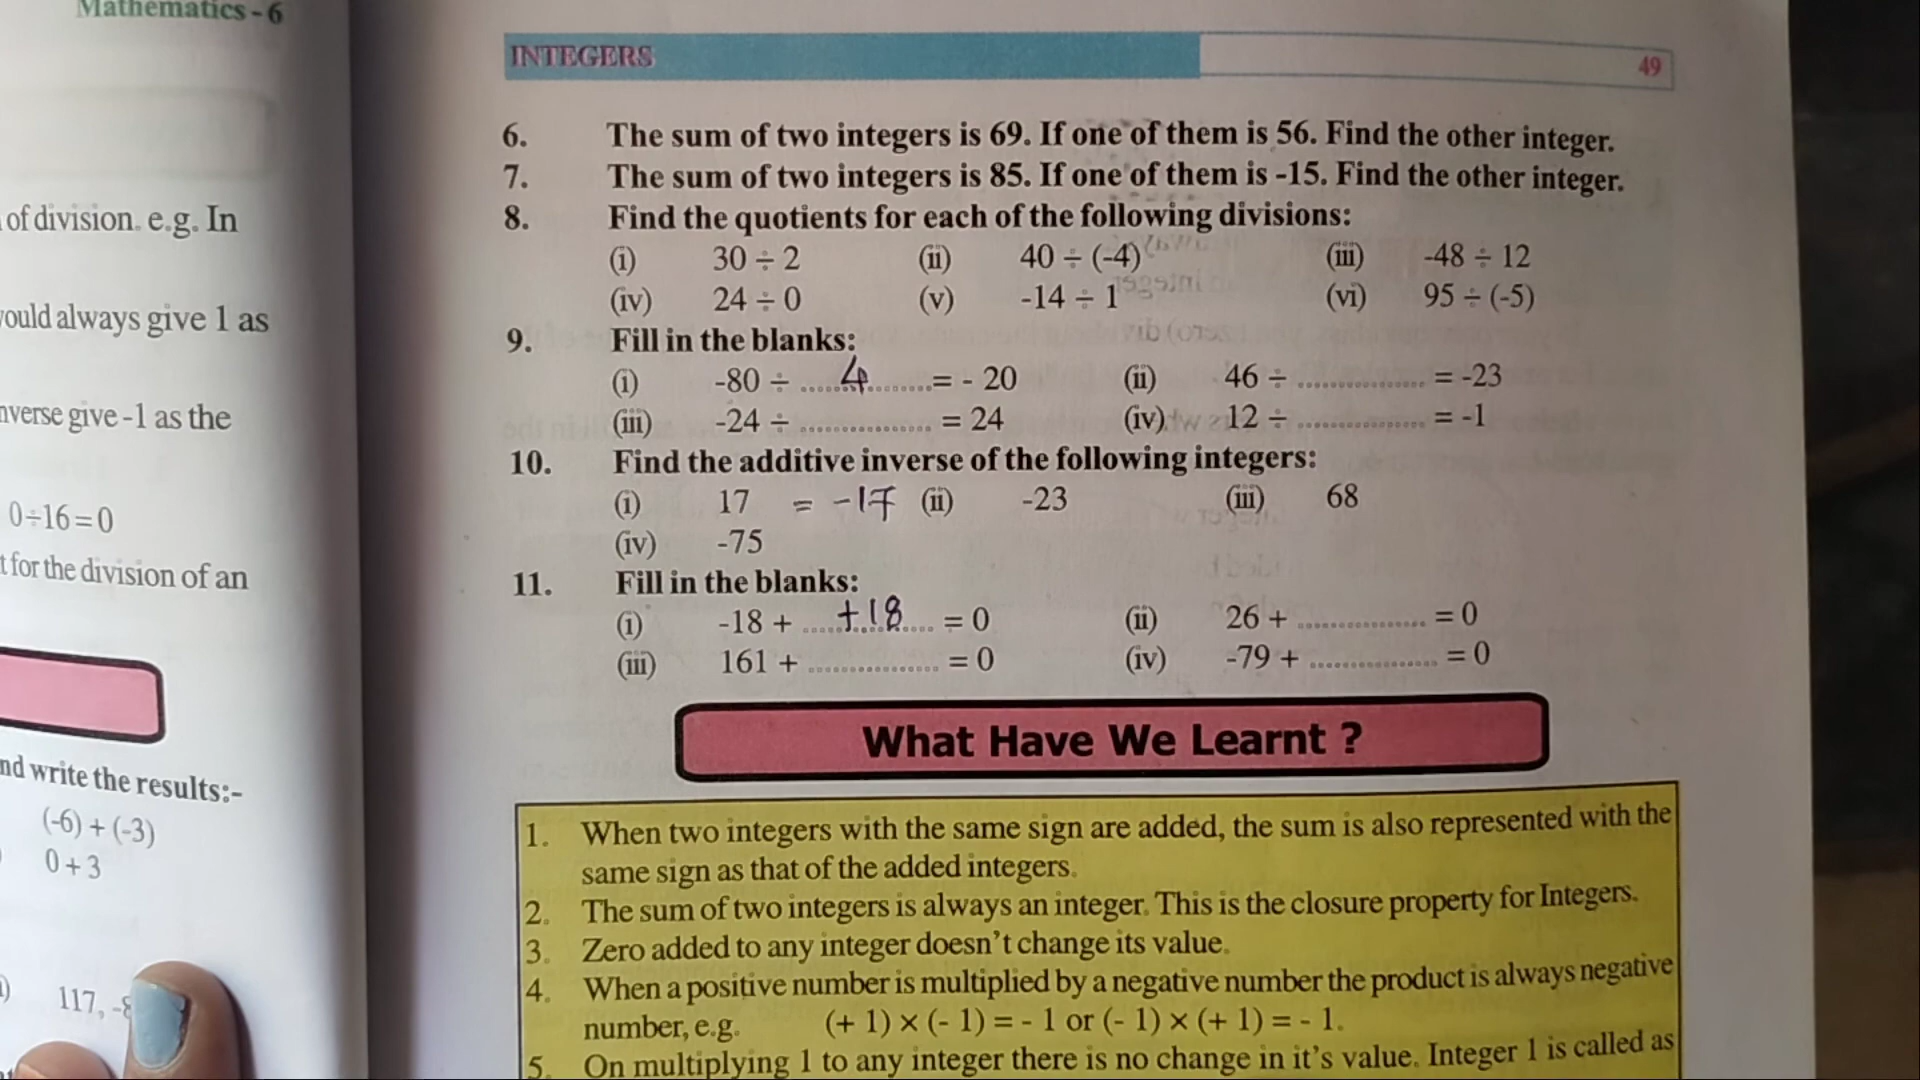 Mathematics - 6
of division. e.g. In
would always give 1 as
inverse give -1 as the
0÷16=0
for the division of an
and write the results:-
(-6) + (-3)
0 + 3
117,
INTEGERS 49
6. The sum of two integers is 69. If one of them is 56. Find the other integer.
7. The sum of two integers is 85. If one of them is -15. Find the other integer.
8. Find the quotients for each of the following divisions:
(i) 30 ÷ 2 (ii) 40 ÷ (-4) (iii) -48 ÷ 12
(iv) 24 ÷ 0 (v) -14 ÷ 1 (vi) 95 ÷ (-5)
9. Fill in the blanks:
(i) -80 ÷ .....4......... = - 20 (ii) 46 ÷ ................ = -23
(iii) -24 ÷ ................ = 24 (iv) 12 ÷ ................ = -1
10. Find the additive inverse of the following integers:
(i) 17 = -17 (ii) -23 (iii) 68
(iv) -75
11. Fill in the blanks:
(i) -18 + .....+18..... = 0 (ii) 26 + ................ = 0
(iii) 161 + ................ = 0 (iv) -79 + ................ = 0
What Have We Learnt ?
1. When two integers with the same sign are added, the sum is also represented with the
same sign as that of the added integers.
2. The sum of two integers is always an integer. This is the closure property for Integers.
3. Zero added to any integer doesn't change its value.
4. When a positive number is multiplied by a negative number the product is always negative
number, e.g. (+ 1) × (- 1) = - 1 or (- 1) × (+ 1) = - 1.
5. On multiplying 1 to any integer there is no change in it's value. Integer 1 is called as